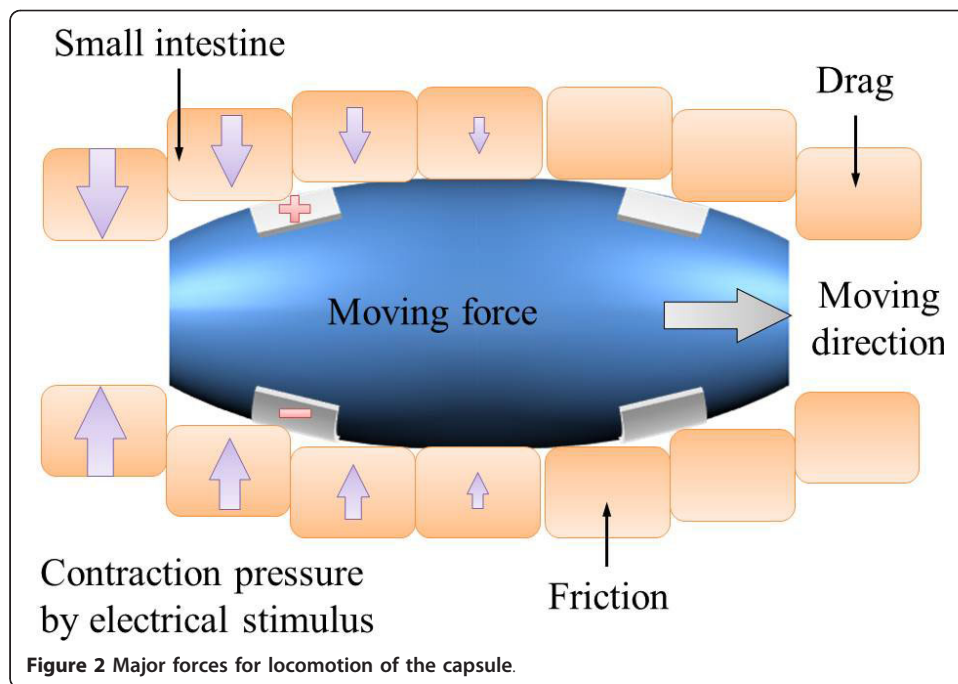 Small intestine
Drag
+
Moving force
Moving
direction
−
Contraction pressure
by electrical stimulus
Friction
Figure 2 Major forces for locomotion of the capsule.